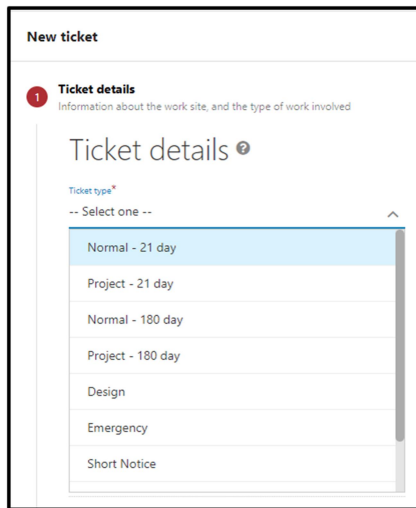 New ticket
1
Ticket details
Information about the work site, and the type of work involved
Ticket details ?
Ticket type*
-- Select one --
Normal - 21 day
Project - 21 day
Normal - 180 day
Project - 180 day
Design
Emergency
Short Notice